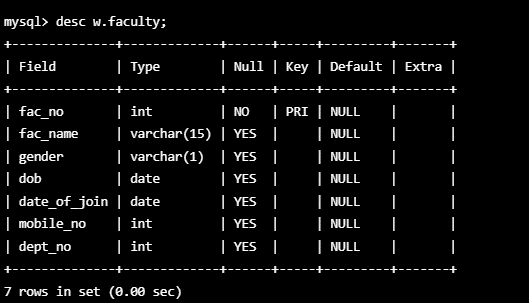 mysql> desc w.faculty;
+--------------+-------------+------+-----+---------+-------+
| Field        | Type        | Null | Key | Default | Extra |
+--------------+-------------+------+-----+---------+-------+
| fac_no       | int         | NO   | PRI | NULL    |       |
| fac_name     | varchar(15) | YES  |     | NULL    |       |
| gender       | varchar(1)  | YES  |     | NULL    |       |
| dob          | date        | YES  |     | NULL    |       |
| date_of_join | date        | YES  |     | NULL    |       |
| mobile_no    | int         | YES  |     | NULL    |       |
| dept_no      | int         | YES  |     | NULL    |       |
+--------------+-------------+------+-----+---------+-------+
7 rows in set (0.00 sec)